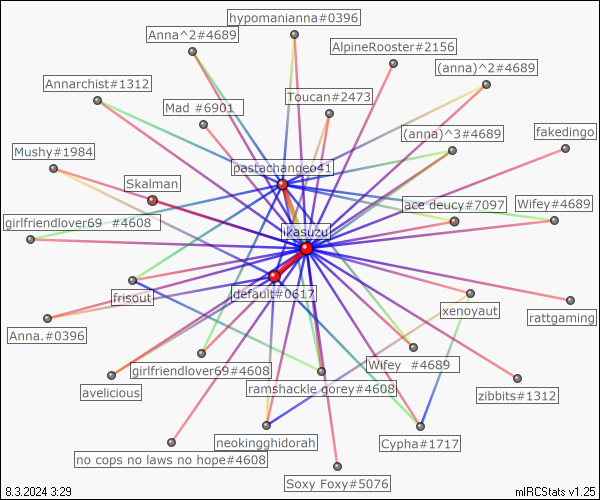 hypomanianna#0396
Anna^2#4689
AlpineRooster#2156
(anna)^2#4689
Annarchist#1312
Toucan#2473
Mad #6901
fakedingo
(anna)^3#4689
Mushy#1984
pastachangeo41
Skalman
ace deucy#7097
Wifey#4689
girlfriendlover69 #4608
ikasuzu
default#0617
frisout
xenoyaut
rattgaming
Anna.#0396
girlfriendlover69#4608
Wifey #4689
ramshackle gorey#4608
avelicious
zibbits#1312
neokingghidorah
Cypha#1717
no cops no laws no hope#4608
Soxy Foxy#5076
8.3.2024 3:29
mIRCStats v1.25